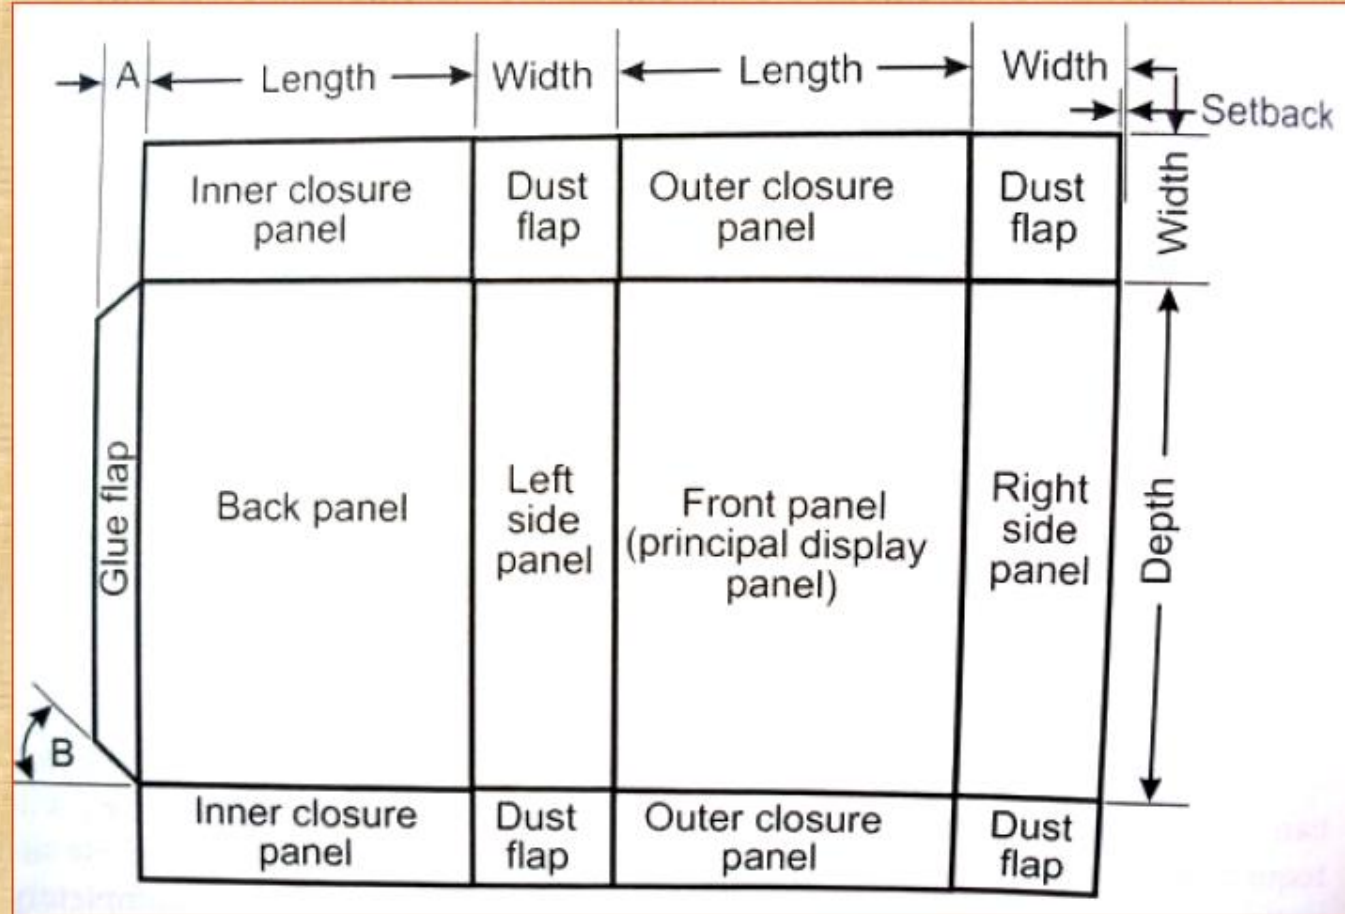 A
Length
Width
Length
Width
Setback
Inner closure
panel
Dust
flap
Outer closure
panel
Dust
flap
Width
Glue flap
Back panel
Left
side
panel
Front panel
(principal display
panel)
Right
side
panel
Depth
B
Inner closure
panel
Dust
flap
Outer closure
panel
Dust
flap